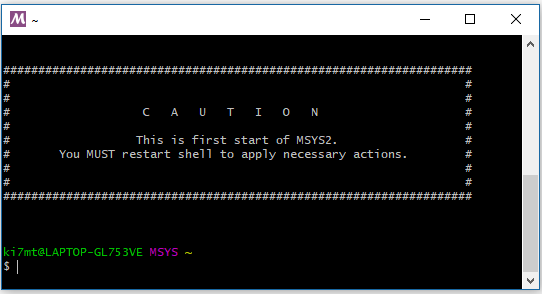 ~
######################################################################
# #
# #
# C A U T I O N #
# #
# This is first start of MSYS2. #
# You MUST restart shell to apply necessary actions. #
# #
# #
######################################################################
ki7mt@LAPTOP-GL753VE MSYS ~
$